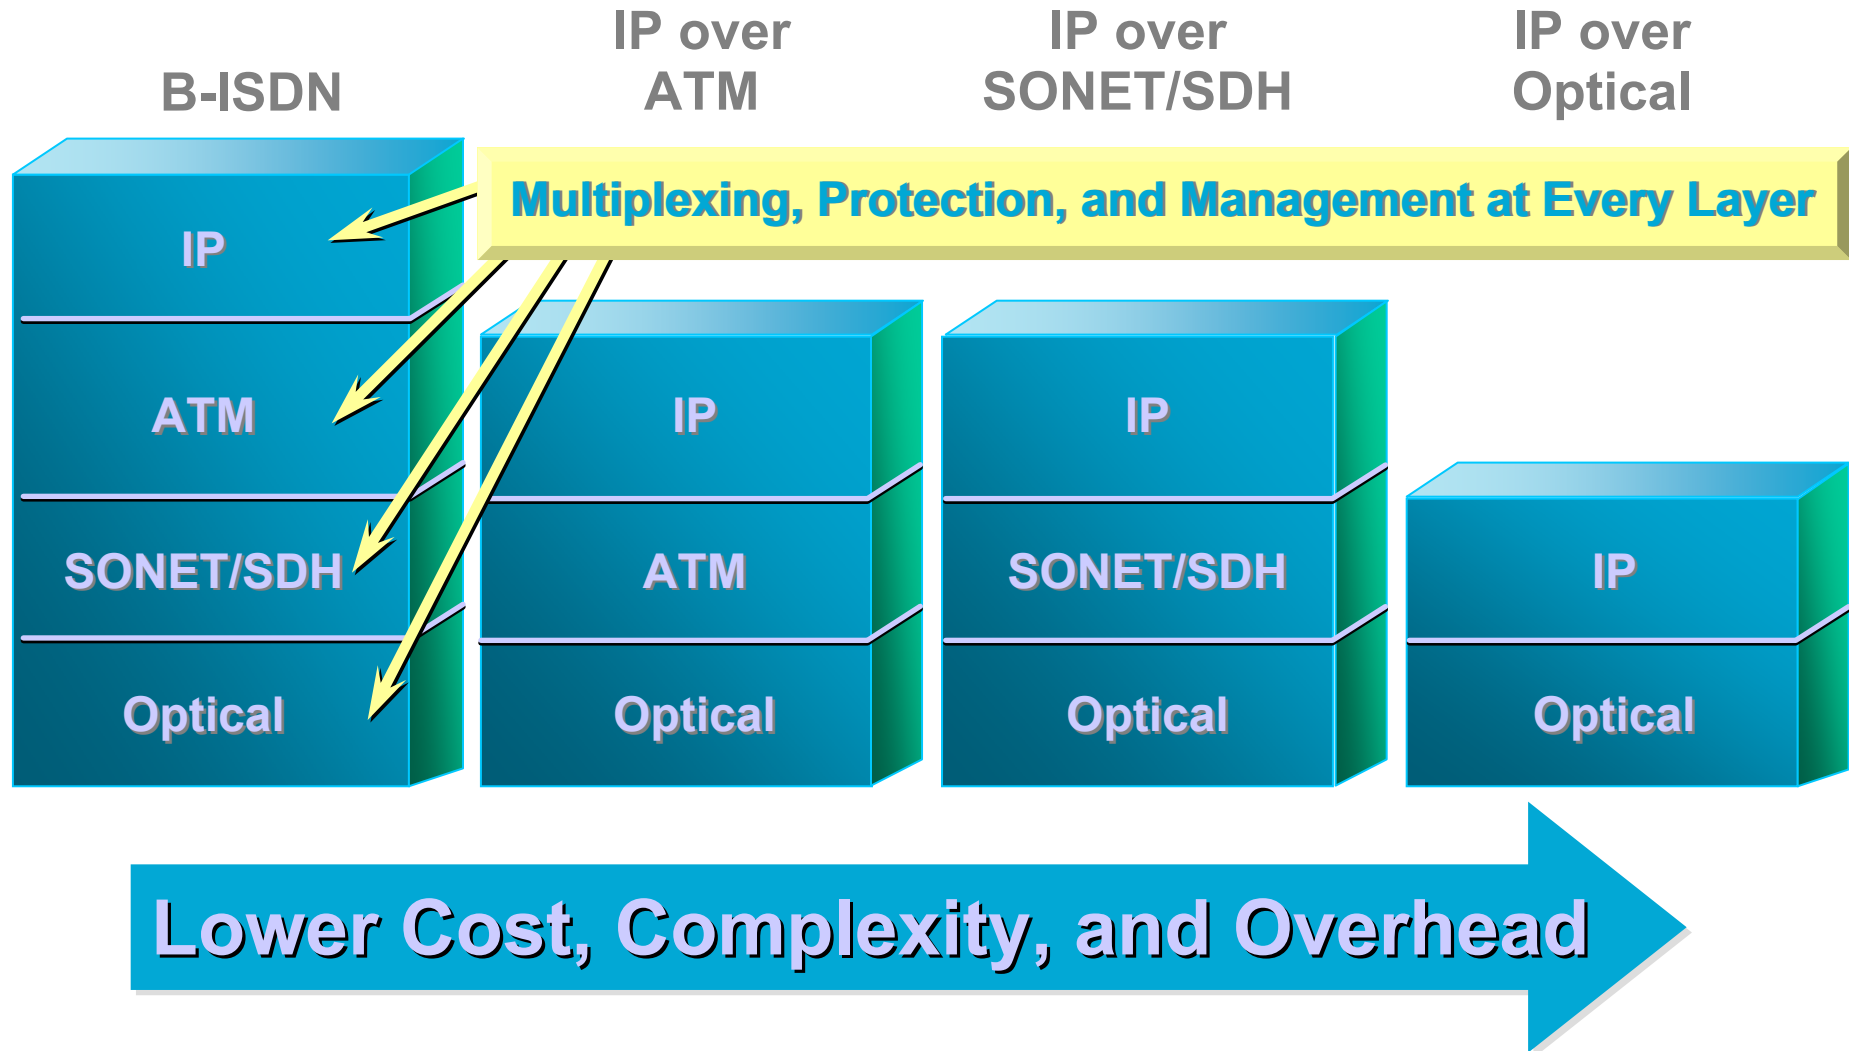 B-ISDN
IP over
ATM
IP over
SONET/SDH
IP over
Optical
Multiplexing, Protection, and Management at Every Layer
IP
ATM
SONET/SDH
Optical
IP
ATM
Optical
IP
SONET/SDH
Optical
IP
Optical
Lower Cost, Complexity, and Overhead